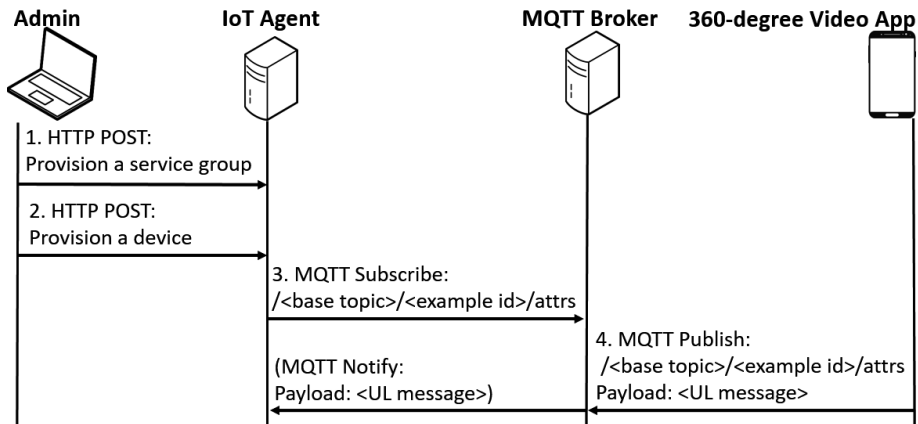 Admin
IoT Agent
MQTT Broker
360-degree Video App
1. HTTP POST:
Provision a service group
2. HTTP POST:
Provision a device
3. MQTT Subscribe:
/<base topic>/<example id>/attrs
4. MQTT Publish:
/<base topic>/<example id>/attrs
Payload: <UL message>
(MQTT Notify:
Payload: <UL message>)